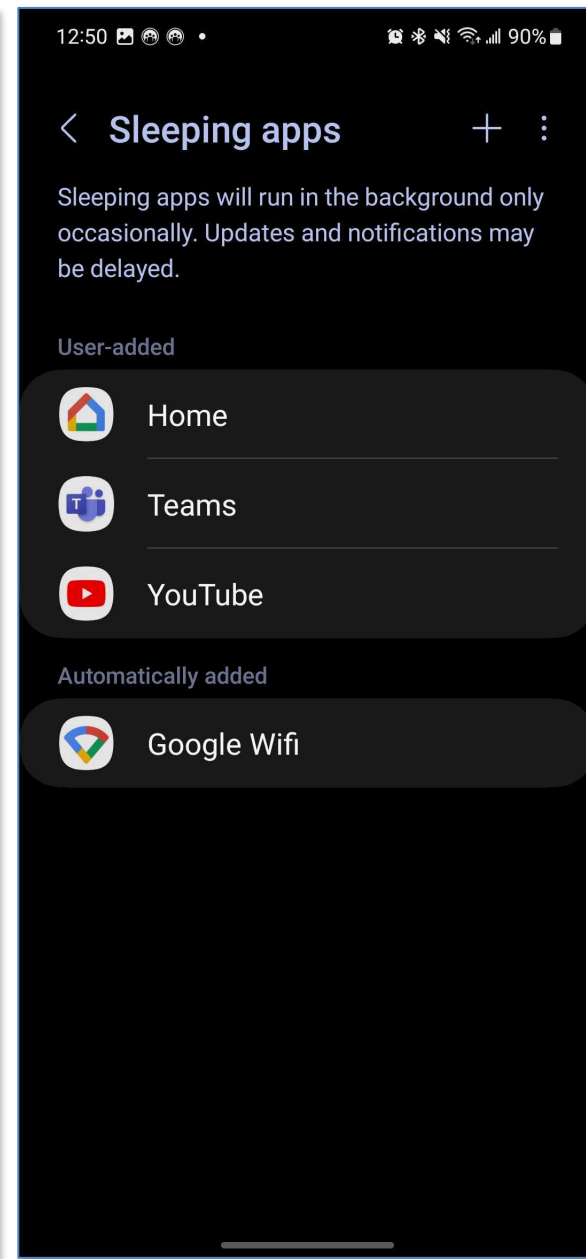 12:50
90%
Sleeping apps
Sleeping apps will run in the background only
occasionally. Updates and notifications may
be delayed.
User-added
Home
T
Teams
YouTube
Automatically added
Google Wifi